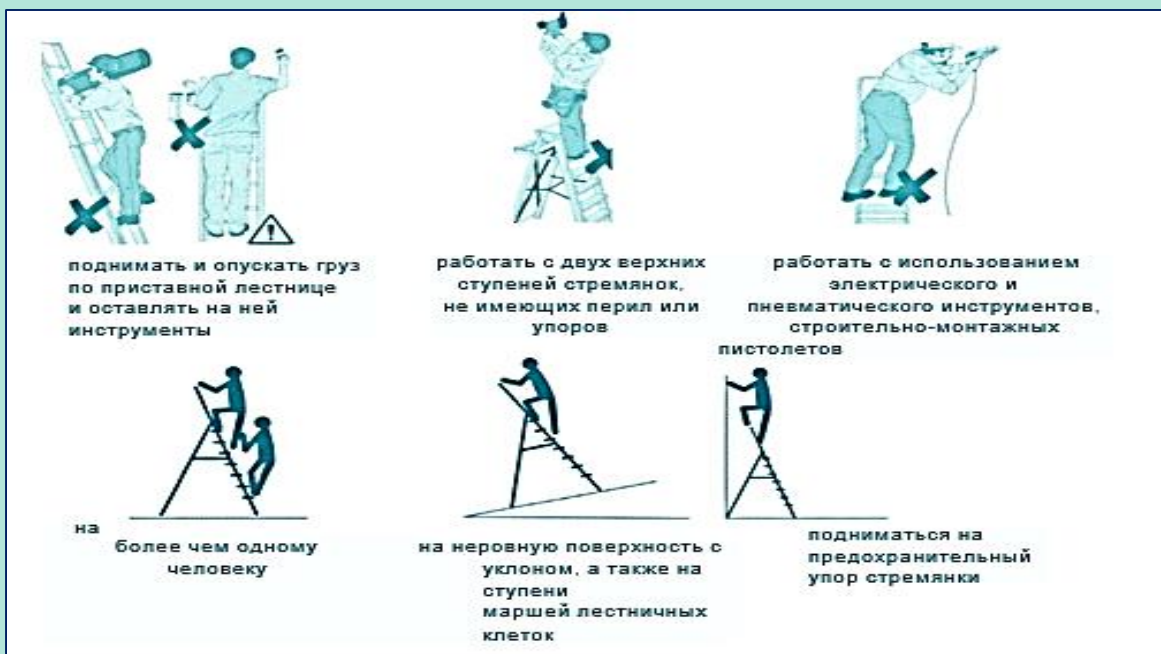 поднимать и опускать груз
по приставной лестнице
и оставлять на ней
инструменты
работать с двух верхних
ступеней стремянок,
не имеющих перил или
упоров
работать с использованием
электрического и
пневматического инструментов,
строительно-монтажных
пистолетов
на
более чем одному
человеку
на неровную поверхность с
уклоном, а также на
ступени
маршей лестничных
клеток
подниматься на
предохранительный
упор стремянки